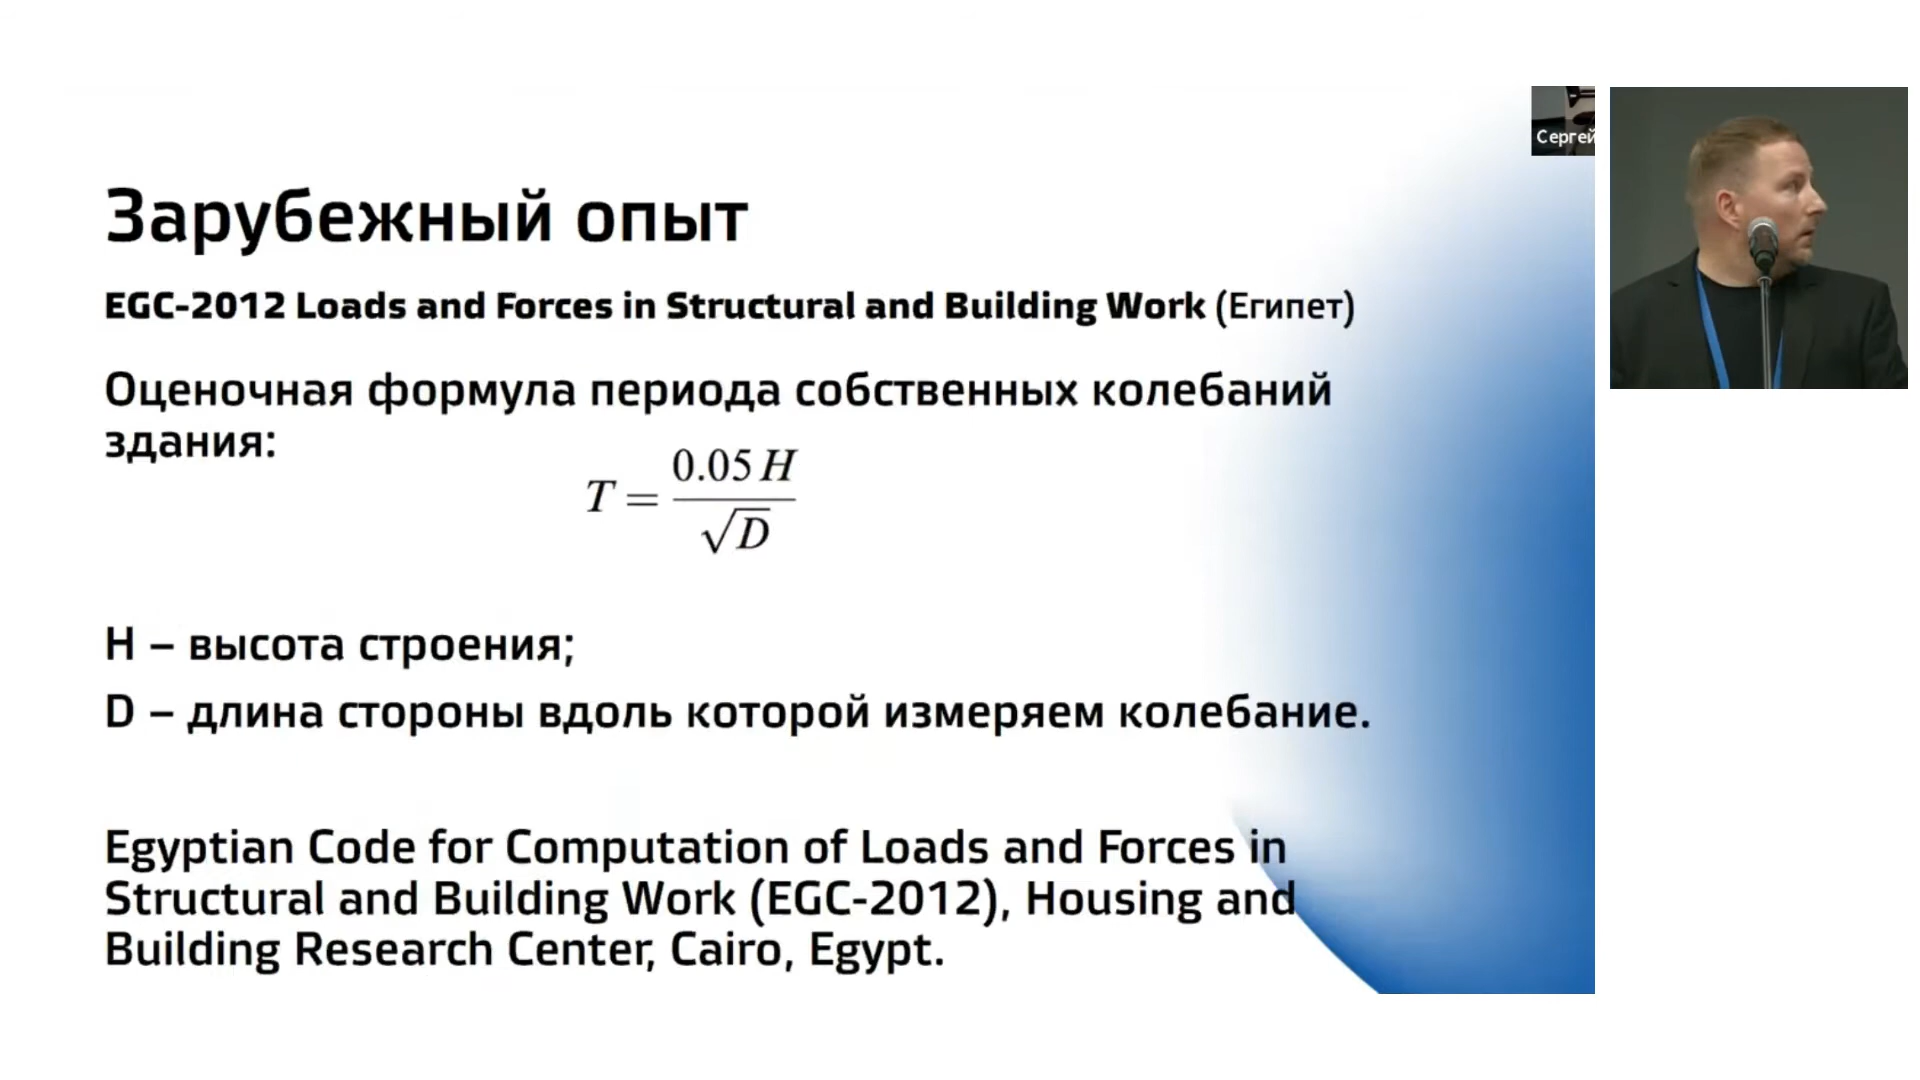 Зарубежный опыт
EGC-2012 Loads and Forces in Structural and Building Work (Египет)
Оценочная формула периода собственных колебаний
здания:
T = 0.05 H / √D
H – высота строения;
D – длина стороны вдоль которой измеряем колебание.
Egyptian Code for Computation of Loads and Forces in
Structural and Building Work (EGC-2012), Housing and
Building Research Center, Cairo, Egypt.
Сергей